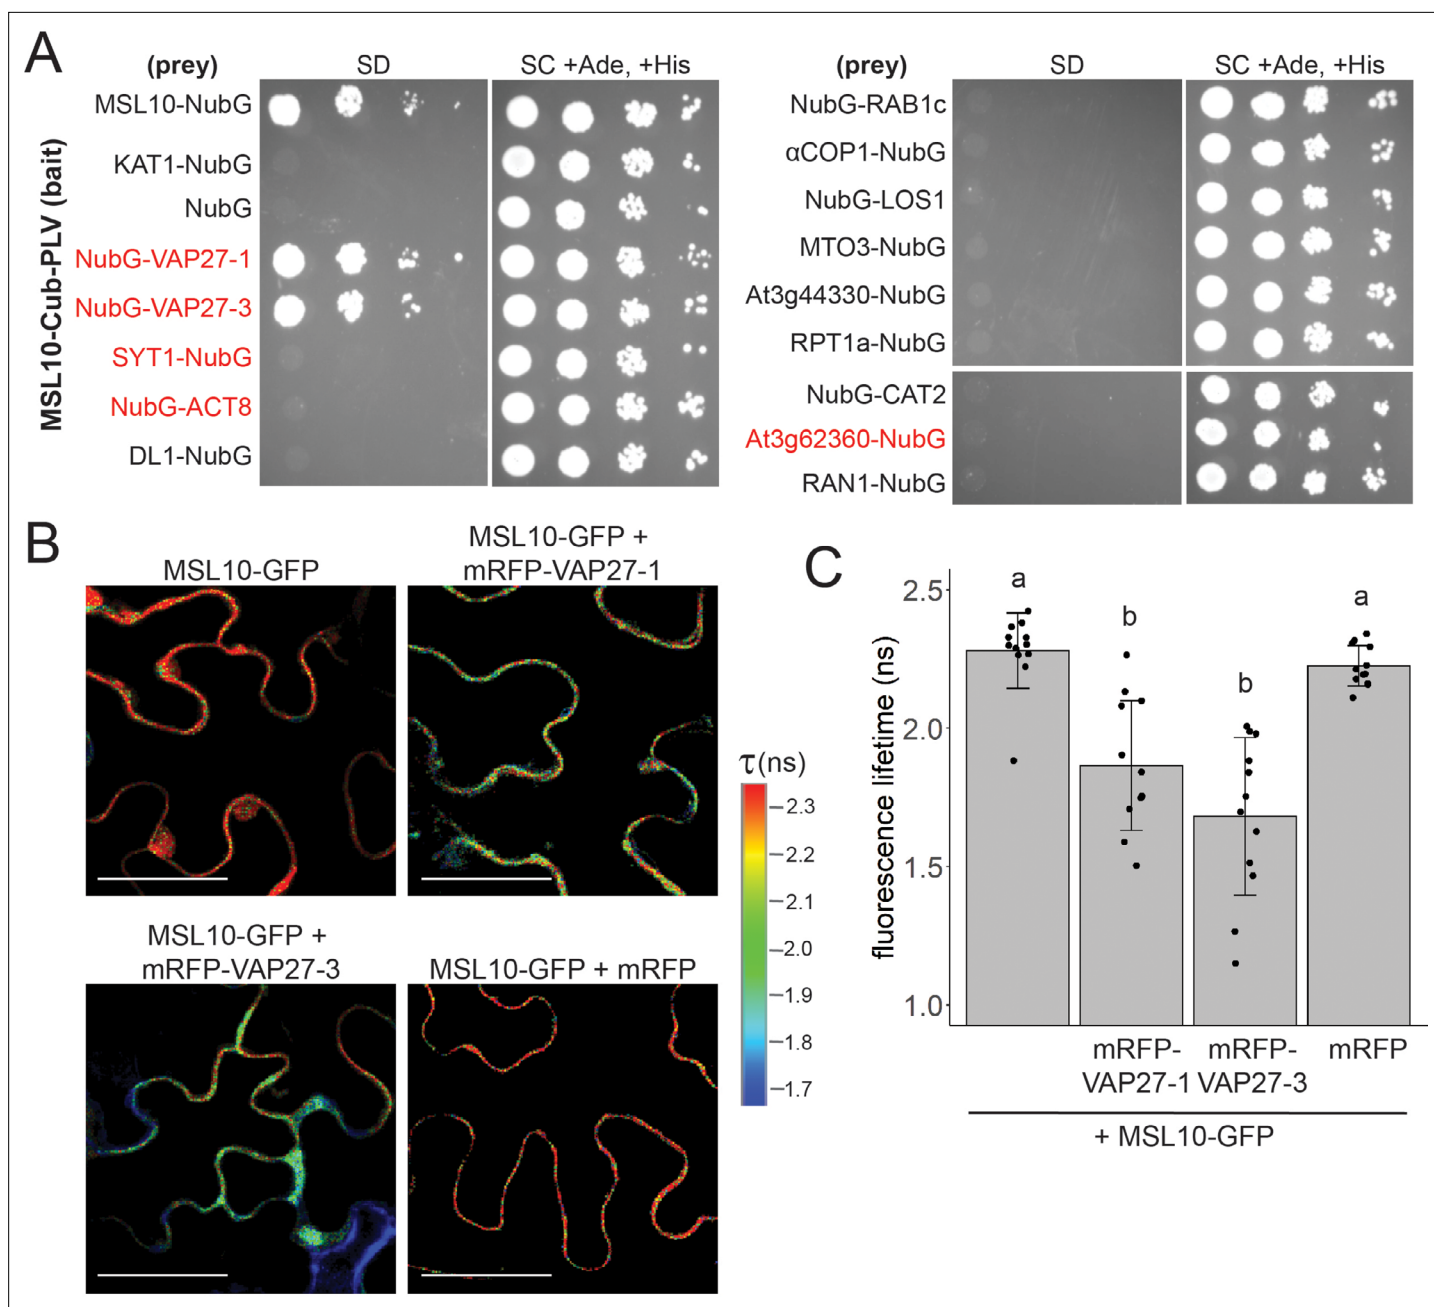 A
(prey)
SD
SC +Ade, +His
MSL10-Cub-PLV (bait)
MSL10-NubG
KAT1-NubG
NubG
NubG-VAP27-1
NubG-VAP27-3
SYT1-NubG
NubG-ACT8
DL1-NubG
(prey)
SD
SC +Ade, +His
NubG-RAB1c
αCOP1-NubG
NubG-LOS1
MTO3-NubG
At3g44330-NubG
RPT1a-NubG
NubG-CAT2
At3g62360-NubG
RAN1-NubG
B
MSL10-GFP
MSL10-GFP +
mRFP-VAP27-1
MSL10-GFP +
mRFP-VAP27-3
MSL10-GFP + mRFP
τ(ns)
2.3
2.2
2.1
2.0
1.9
1.8
1.7
C
fluorescence lifetime (ns)
2.5
2.0
1.5
1.0
a
b
b
a
mRFP-
VAP27-1
mRFP-
VAP27-3
mRFP
+ MSL10-GFP